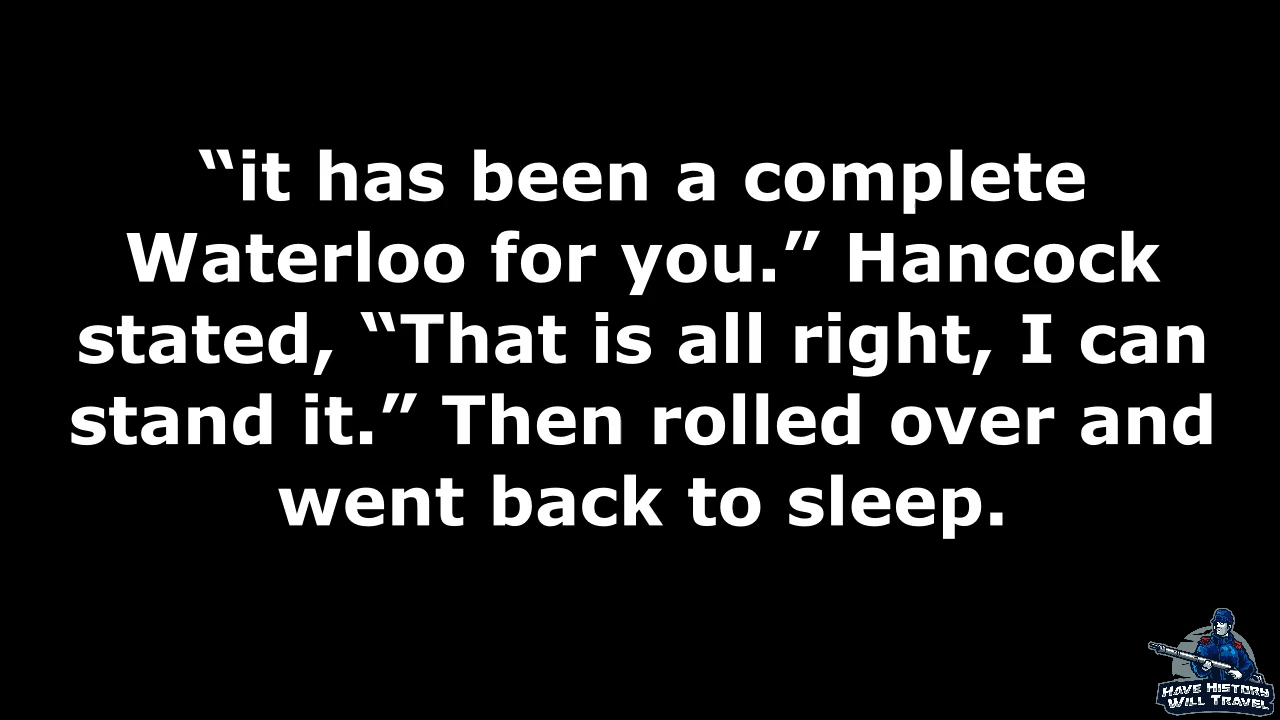 “it has been a complete
Waterloo for you.” Hancock
stated, “That is all right, I can
stand it.” Then rolled over and
went back to sleep.
HAVE HISTORY
WILL TRAVEL